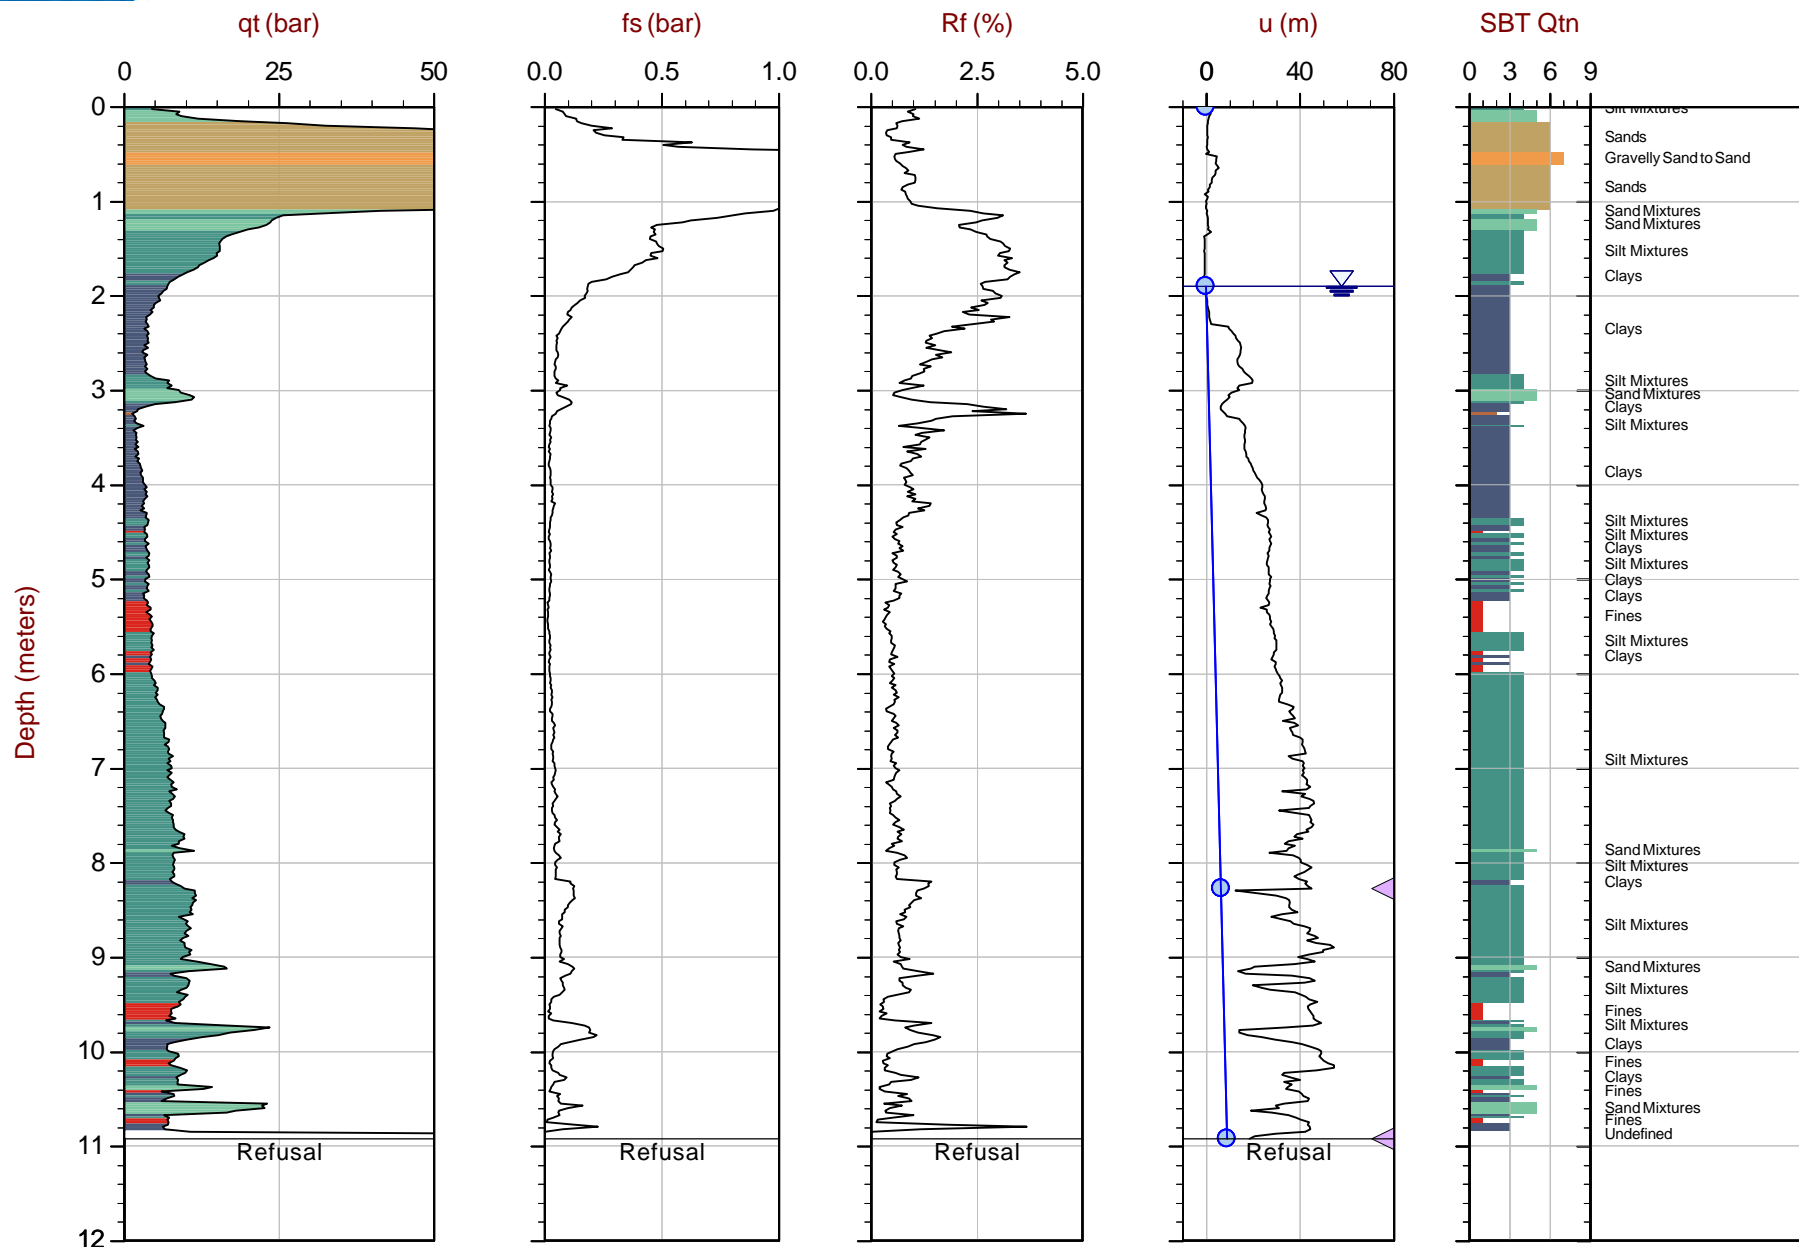 qt (bar) fs (bar) Rf (%) u (m) SBT Qtn
0 25 50 0.0 0.5 1.0 0.0 2.5 5.0 0 40 80 0 3 6 9
Depth (meters)
0
1
2
3
4
5
6
7
8
9
10
11
12
Silt Mixtures
Sands
Gravelly Sand to Sand
Sands
Sand Mixtures
Sand Mixtures
Silt Mixtures
Clays
Clays
Silt Mixtures
Sand Mixtures
Clays
Silt Mixtures
Clays
Silt Mixtures
Silt Mixtures
Clays
Silt Mixtures
Clays
Clays
Fines
Silt Mixtures
Clays
Silt Mixtures
Sand Mixtures
Silt Mixtures
Clays
Silt Mixtures
Sand Mixtures
Silt Mixtures
Fines
Silt Mixtures
Clays
Fines
Clays
Fines
Sand Mixtures
Fines
Undefined
Refusal Refusal Refusal Refusal